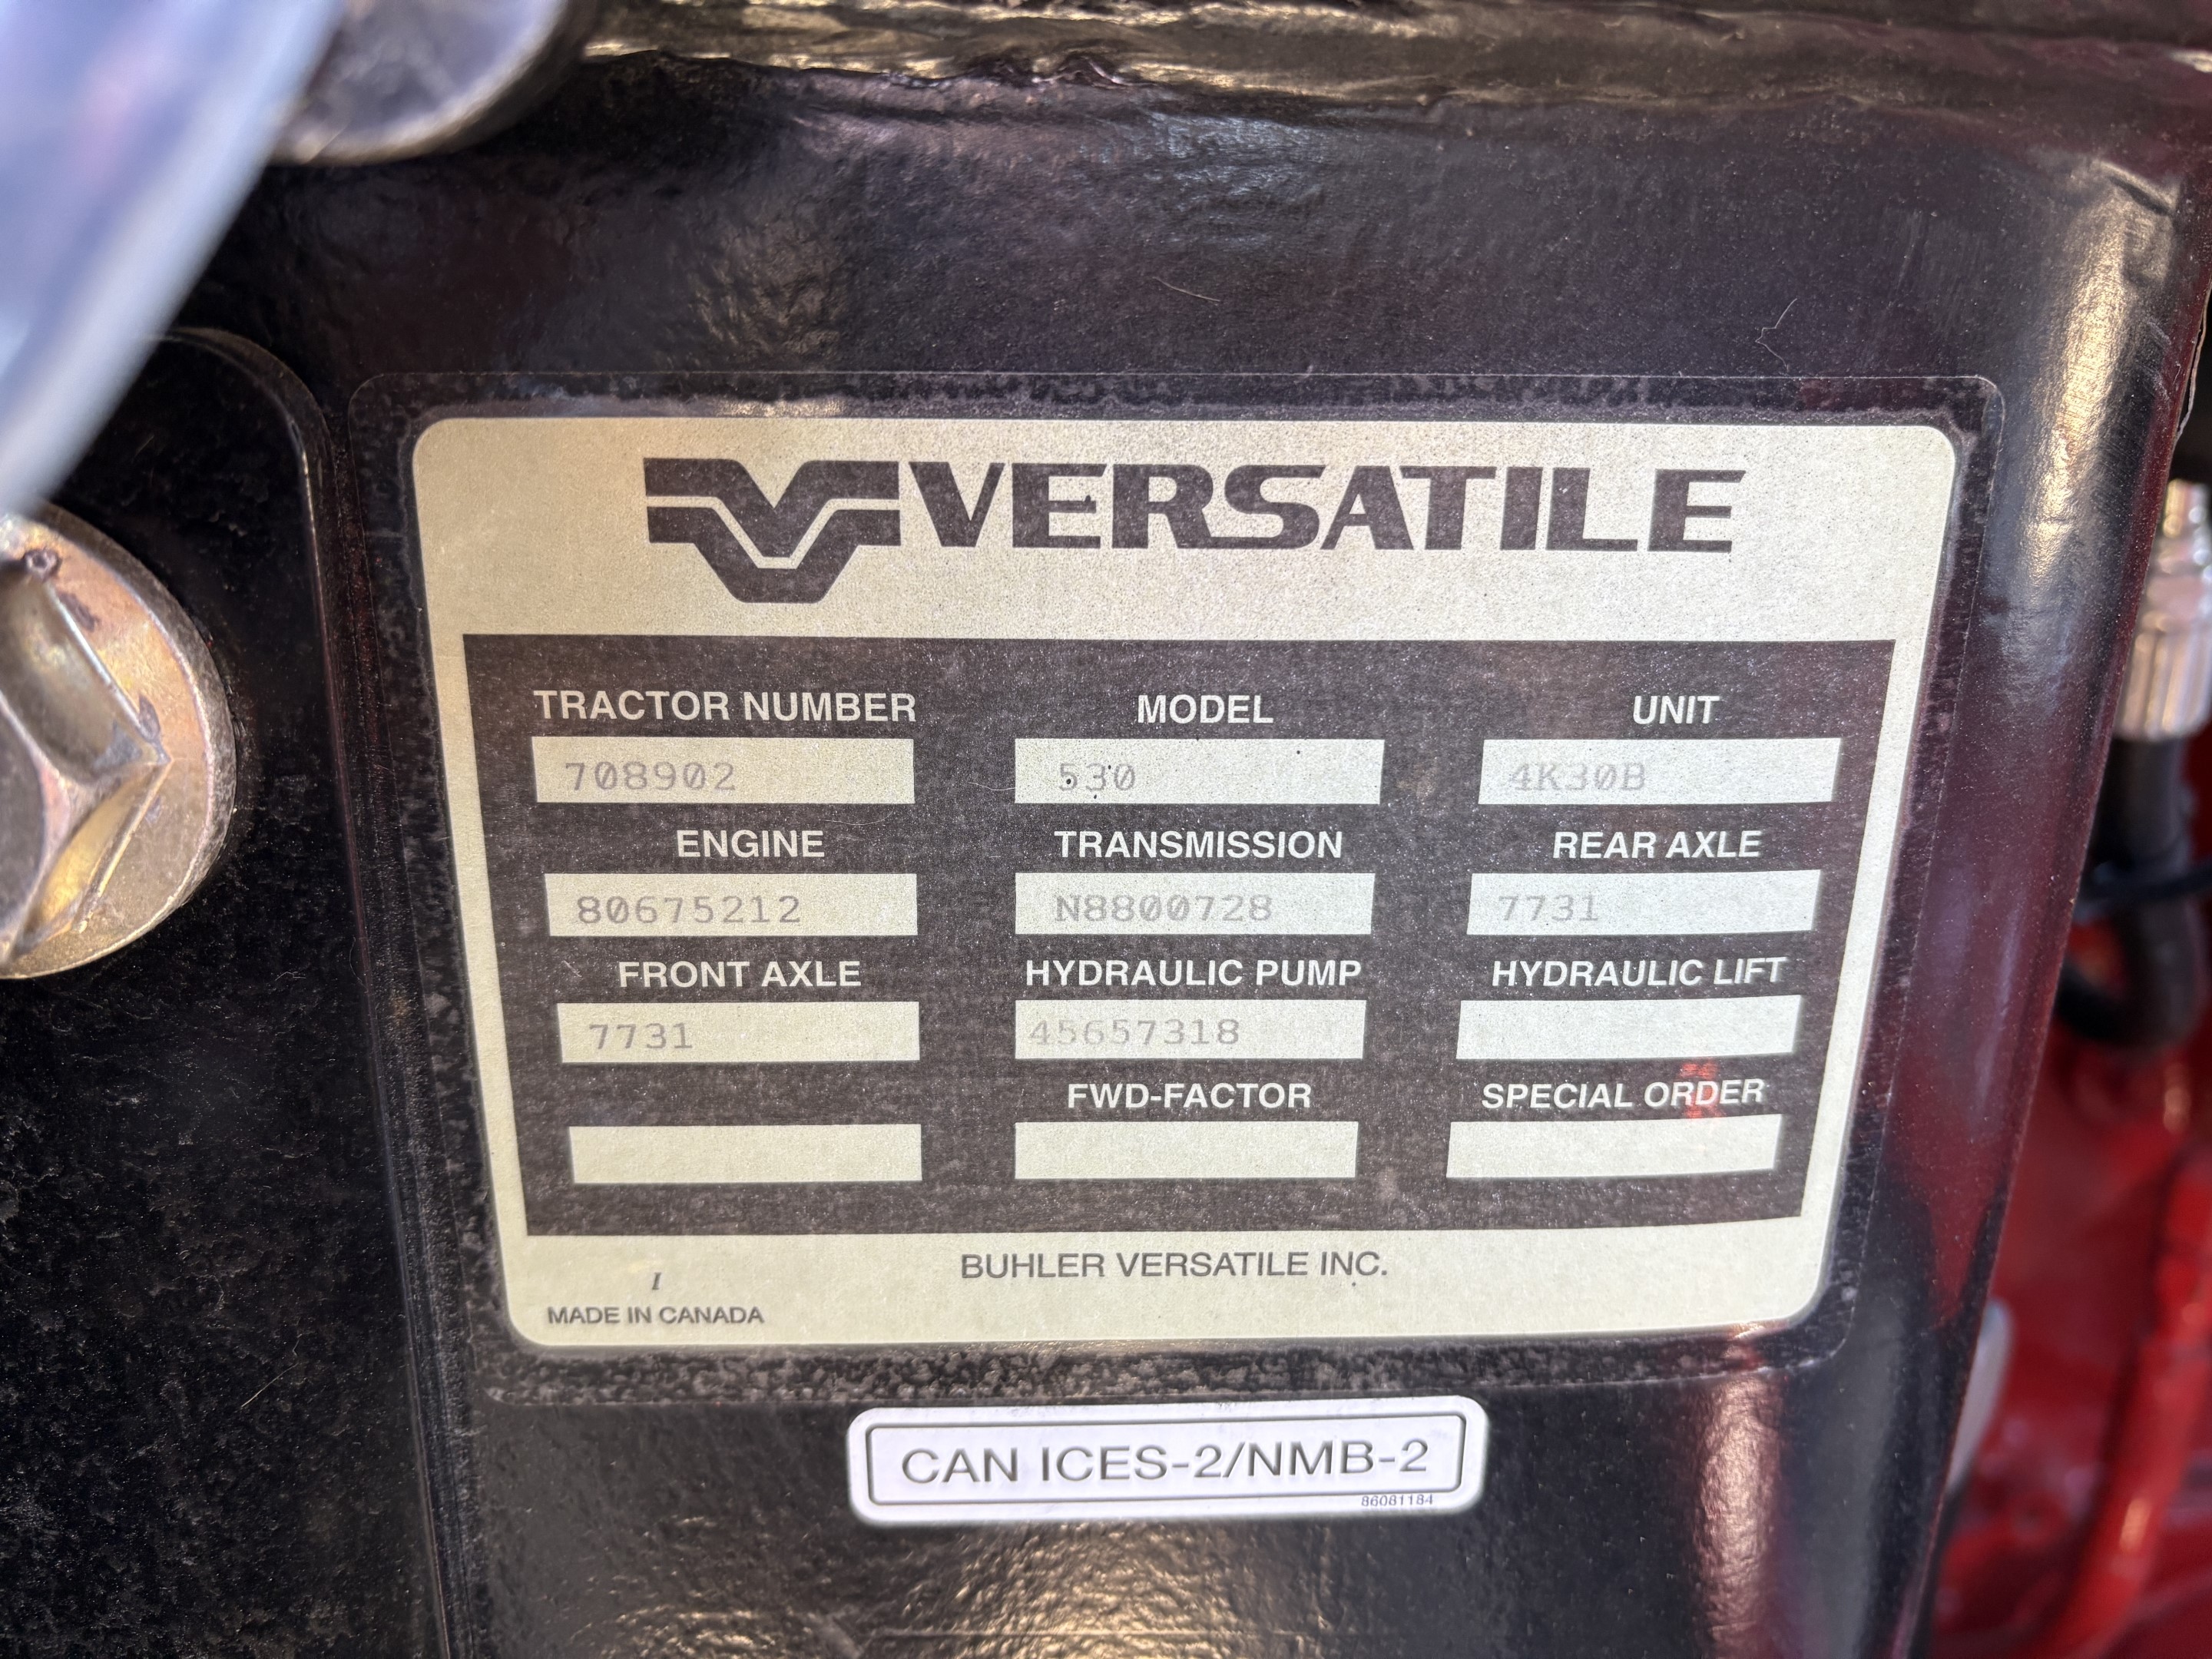 VERSATILE
TRACTOR NUMBER MODEL UNIT
708902 530 4K30B
ENGINE TRANSMISSION REAR AXLE
80675212 N8800728 7731
FRONT AXLE HYDRAULIC PUMP HYDRAULIC LIFT
7731 45657318
FWD-FACTOR SPECIAL ORDER
BUHLER VERSATILE INC.
I
MADE IN CANADA
CAN ICES-2/NMB-2
86081184